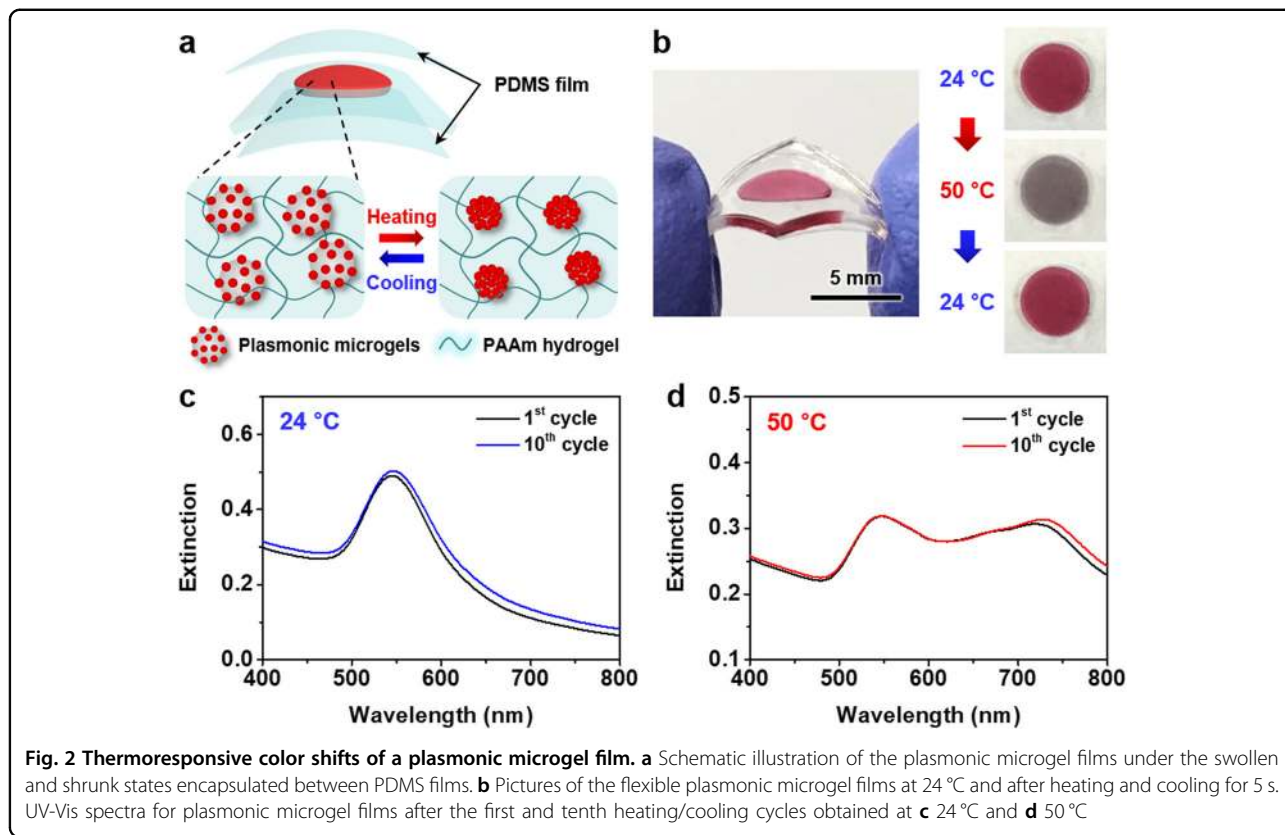 a
PDMS film
Heating
Cooling
Plasmonic microgels
PAAm hydrogel
b
5 mm
24 °C
50 °C
24 °C
c
24 °C
1st cycle
10th cycle
0.6
0.4
0.2
0.0
Extinction
400 500 600 700 800
Wavelength (nm)
d
50 °C
1st cycle
10th cycle
0.5
0.4
0.3
0.2
0.1
Extinction
400 500 600 700 800
Wavelength (nm)
Fig. 2 Thermoresponsive color shifts of a plasmonic microgel film. a Schematic illustration of the plasmonic microgel films under the swollen
and shrunk states encapsulated between PDMS films. b Pictures of the flexible plasmonic microgel films at 24 °C and after heating and cooling for 5 s.
UV-Vis spectra for plasmonic microgel films after the first and tenth heating/cooling cycles obtained at c 24 °C and d 50 °C